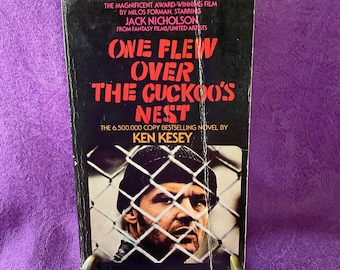 THE MAGNIFICENT AWARD-WINNING FILM
BY MILOS FORMAN, STARRING
JACK NICHOLSON
FROM FANTASY FILMS/UNITED ARTISTS
ONE FLEW
OVER
THE CUCKOO'S
NEST
THE 6,500,000 COPY BESTSELLING NOVEL BY
KEN KESEY